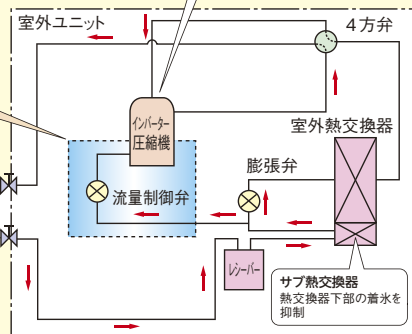 室外ユニット
4方弁
インバーター
圧縮機
室外熱交換器
膨張弁
流量制御弁
レシーバー
サブ熱交換器
熱交換器下部の着氷を
抑制